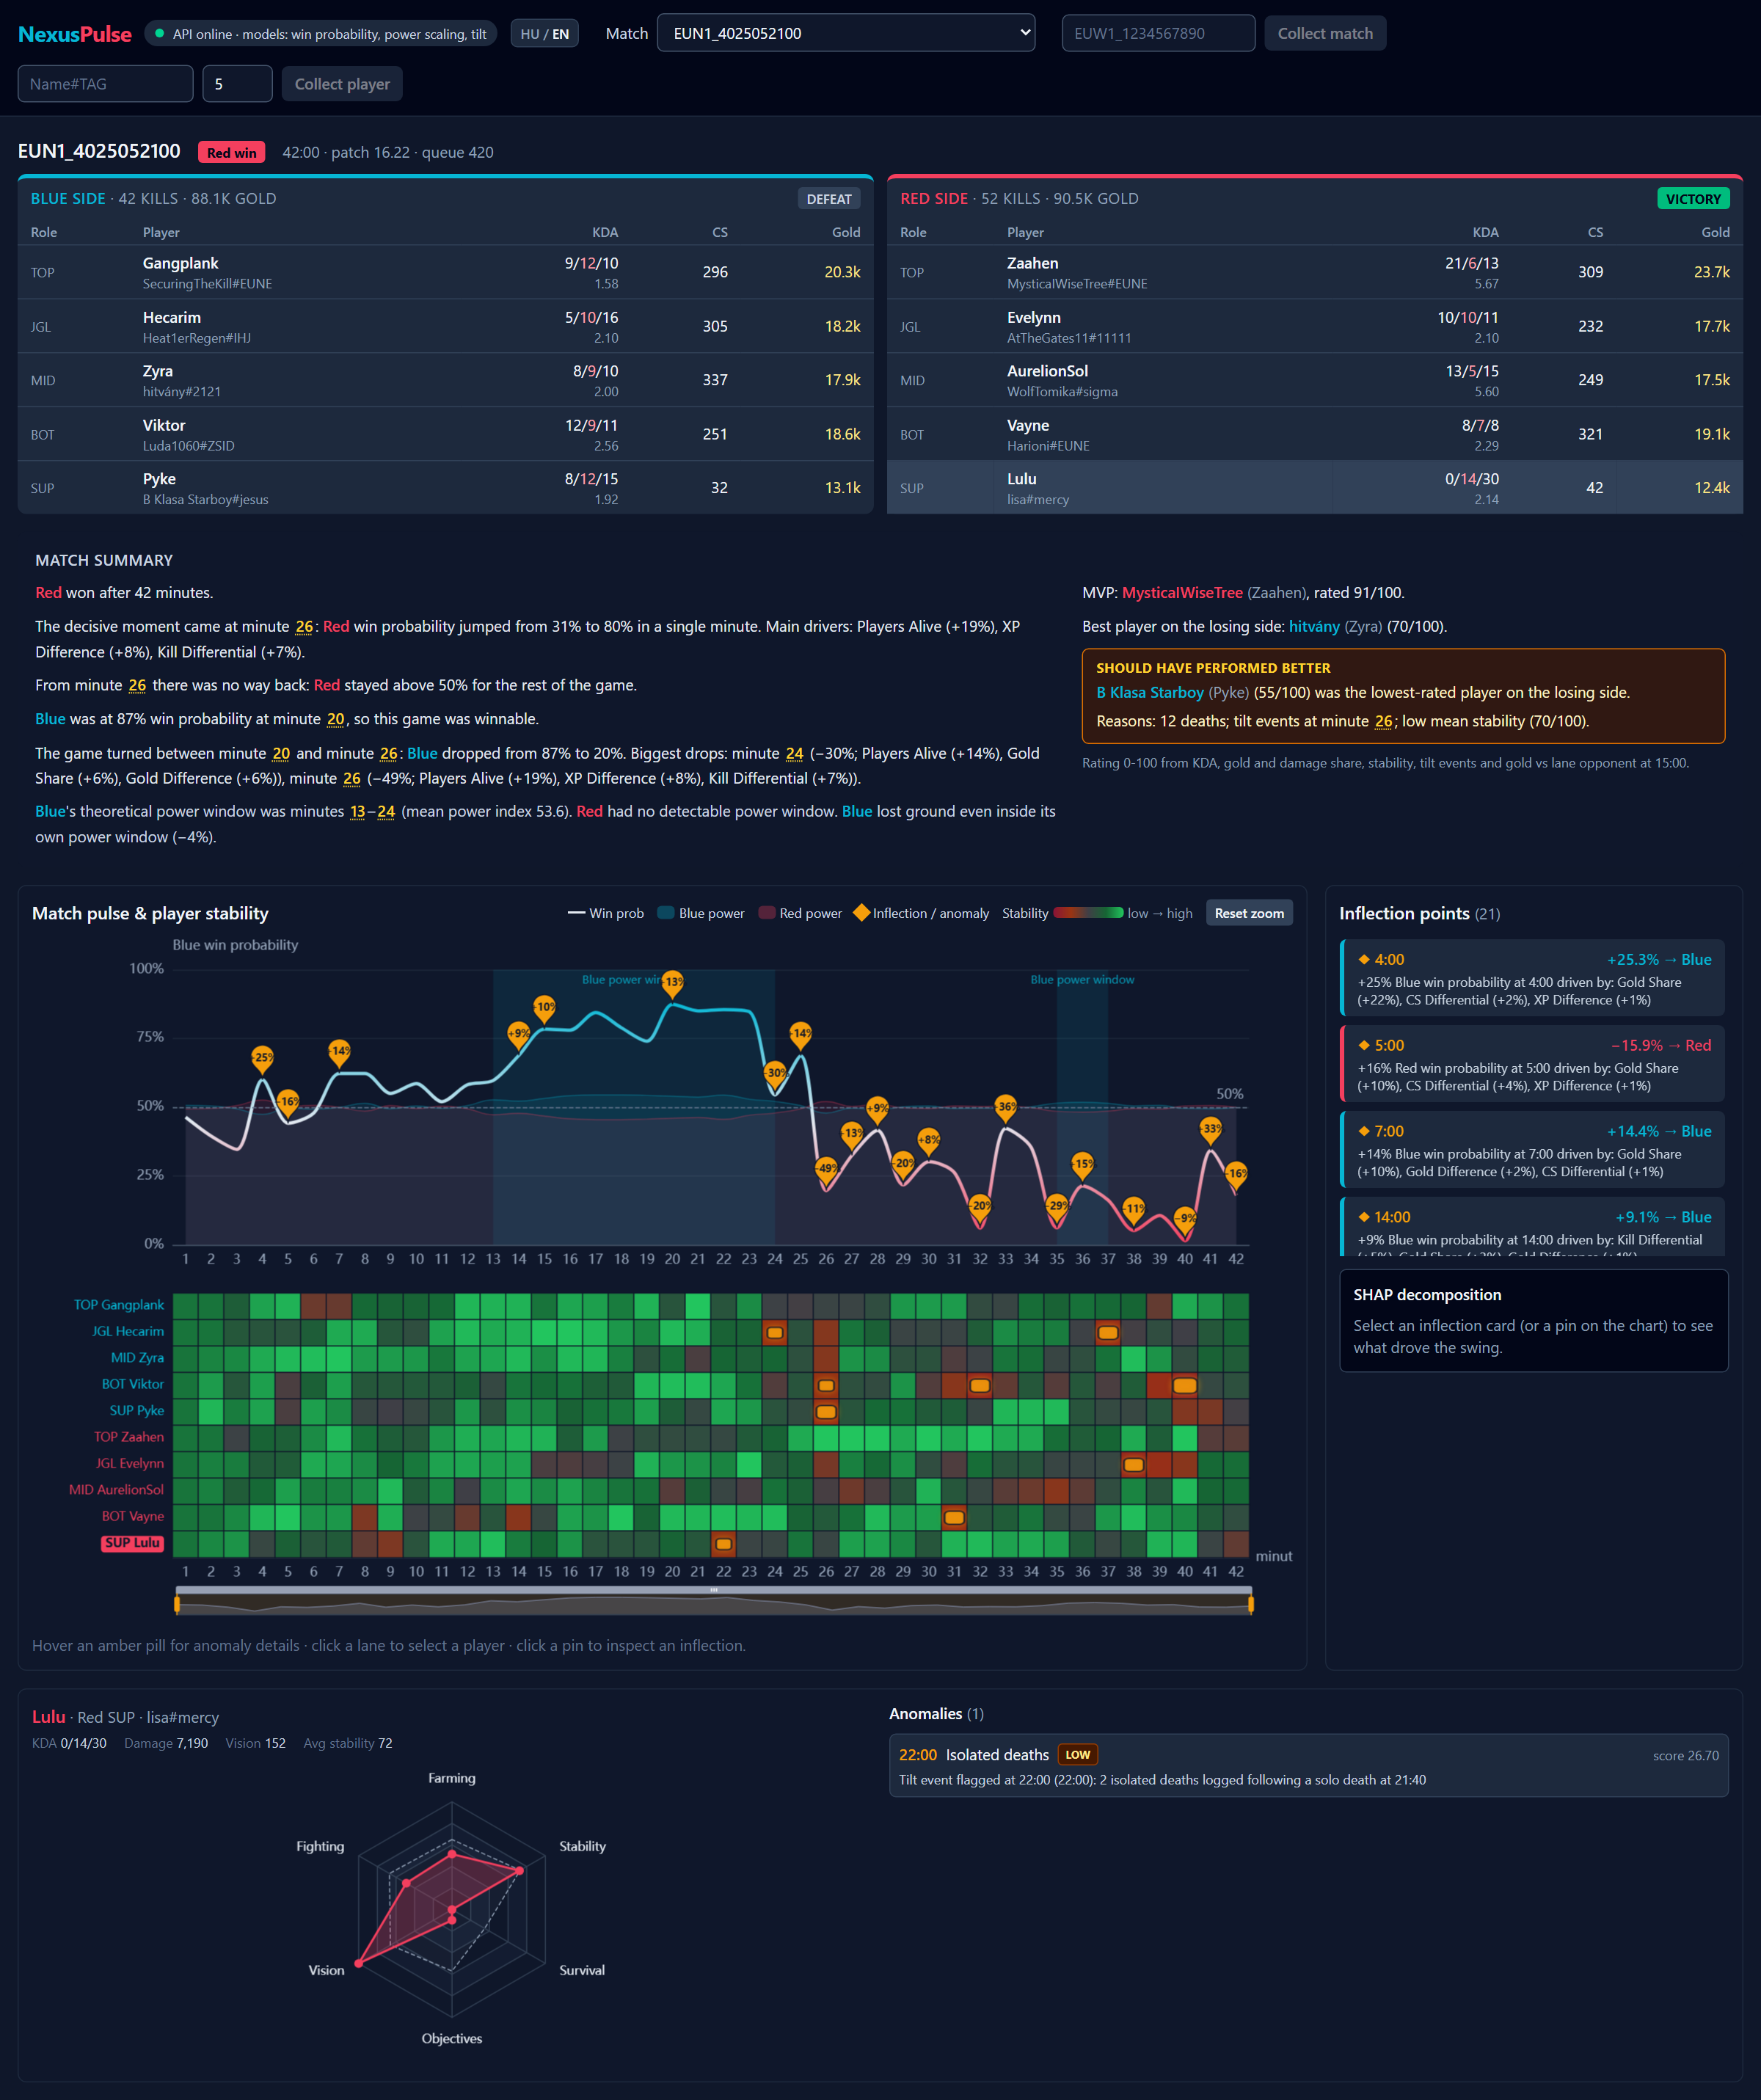 NexusPulse
API online · models: win probability, power scaling, tilt
HU / EN
Match
EUN1_4025052100
EUW1_1234567890
Collect match
Name#TAG
5
Collect player
EUN1_4025052100
Red win
42:00 · patch 16.22 · queue 420
BLUE SIDE · 42 KILLS · 88.1K GOLD
DEFEAT
Role Player KDA CS Gold
TOP Gangplank 9/12/10 296 20.3k
SecuringTheKill#EUNE 1.58
JGL Hecarim 5/10/16 305 18.2k
Heat1erRegen#IHJ 2.10
MID Zyra 8/9/10 337 17.9k
hitvány#2121 2.00
BOT Viktor 12/9/11 251 18.6k
Luda1060#ZSID 2.56
SUP Pyke 8/12/15 32 13.1k
B Klasa Starboy#jesus 1.92
RED SIDE · 52 KILLS · 90.5K GOLD
VICTORY
Role Player KDA CS Gold
TOP Zaahen 21/6/13 309 23.7k
MysticalWiseTree#EUNE 5.67
JGL Evelynn 10/10/11 232 17.7k
AtTheGates11#11111 2.10
MID AurelionSol 13/5/15 249 17.5k
WolfTomika#sigma 5.60
BOT Vayne 8/7/8 321 19.1k
Harioni#EUNE 2.29
SUP Lulu 0/14/30 42 12.4k
lisa#mercy 2.14
MATCH SUMMARY
Red won after 42 minutes.
The decisive moment came at minute 26: Red win probability jumped from 31% to 80% in a single minute. Main drivers: Players Alive (+19%), XP
Difference (+8%), Kill Differential (+7%).
From minute 26 there was no way back: Red stayed above 50% for the rest of the game.
Blue was at 87% win probability at minute 20, so this game was winnable.
The game turned between minute 20 and minute 26: Blue dropped from 87% to 20%. Biggest drops: minute 24 (−30%; Players Alive (+14%), Gold
Share (+6%), Gold Difference (+6%)), minute 26 (−49%; Players Alive (+19%), XP Difference (+8%), Kill Differential (+7%)).
Blue's theoretical power window was minutes 13–24 (mean power index 53.6). Red had no detectable power window. Blue lost ground even inside its
own power window (−4%).
MVP: MysticalWiseTree (Zaahen), rated 91/100.
Best player on the losing side: hitvány (Zyra) (70/100).
SHOULD HAVE PERFORMED BETTER
B Klasa Starboy (Pyke) (55/100) was the lowest-rated player on the losing side.
Reasons: 12 deaths; tilt events at minute 26; low mean stability (70/100).
Rating 0-100 from KDA, gold and damage share, stability, tilt events and gold vs lane opponent at 15:00.
Match pulse & player stability
Win prob
Blue power
Red power
Inflection / anomaly
Stability
low → high
Reset zoom
Blue win probability
100%
75%
50%
25%
0%
Blue power
Blue power window
50%
25%
16%
14%
+9%
10%
13%
30%
14%
49%
13%
+9%
20%
+8%
20%
36%
29%
15%
11%
-9%
33%
16%
1 2 3 4 5 6 7 8 9 10 11 12 13 14 15 16 17 18 19 20 21 22 23 24 25 26 27 28 29 30 31 32 33 34 35 36 37 38 39 40 41 42
TOP Gangplank
JGL Hecarim
MID Zyra
BOT Viktor
SUP Pyke
TOP Zaahen
JGL Evelynn
MID AurelionSol
BOT Vayne
SUP Lulu
minut
1 2 3 4 5 6 7 8 9 10 11 12 13 14 15 16 17 18 19 20 21 22 23 24 25 26 27 28 29 30 31 32 33 34 35 36 37 38 39 40 41 42
Hover an amber pill for anomaly details · click a lane to select a player · click a pin to inspect an inflection.
Inflection points (21)
4:00 +25.3% → Blue
+25% Blue win probability at 4:00 driven by: Gold Share
(+22%), CS Differential (+2%), XP Difference (+1%)
5:00 −15.9% → Red
+16% Red win probability at 5:00 driven by: Gold Share
(+10%), CS Differential (+4%), XP Difference (+1%)
7:00 +14.4% → Blue
+14% Blue win probability at 7:00 driven by: Gold Share
(+10%), Gold Difference (+2%), CS Differential (+1%)
14:00 +9.1% → Blue
+9% Blue win probability at 14:00 driven by: Kill Differential
SHAP decomposition
Select an inflection card (or a pin on the chart) to see
what drove the swing.
Lulu · Red SUP · lisa#mercy
KDA 0/14/30 Damage 7,190 Vision 152 Avg stability 72
Farming
Fighting
Stability
Vision
Survival
Objectives
Anomalies (1)
22:00 Isolated deaths LOW score 26.70
Tilt event flagged at 22:00 (22:00): 2 isolated deaths logged following a solo death at 21:40